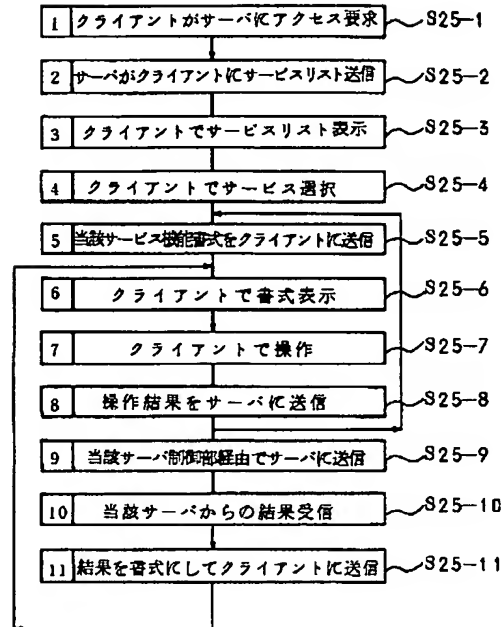 1 クライアントがサーバにアクセス要求 S25-1
2 サーバがクライアントにサービスリスト送信 S25-2
3 クライアントでサービスリスト表示 S25-3
4 クライアントでサービス選択 S25-4
5 当該サービス機能書式をクライアントに送信 S25-5
6 クライアントで書式表示 S25-6
7 クライアントで操作 S25-7
8 操作結果をサーバに送信 S25-8
9 当該サーバ制御部経由でサーバに送信 S25-9
10 当該サーバからの結果受信 S25-10
11 結果を書式にしてクライアントに送信 S25-11